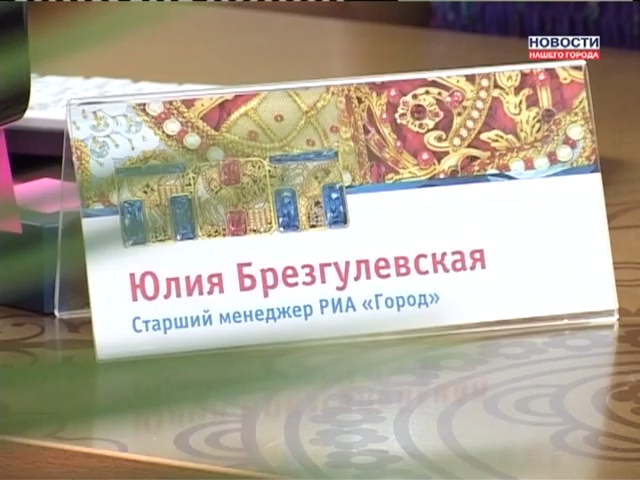 НОВОСТИ
НАШЕГО ГОРОДА
Юлия Брезгулевская
Старший менеджер РИА «Город»